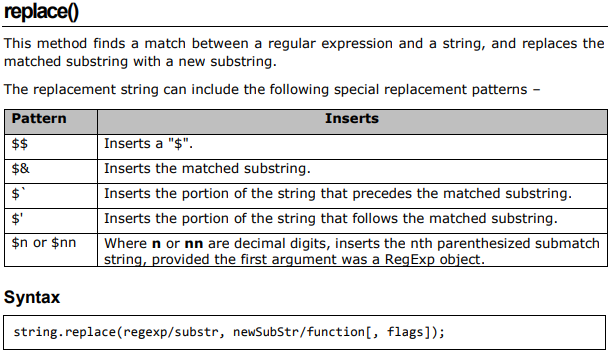 replace()
This method finds a match between a regular expression and a string, and replaces the
matched substring with a new substring.
The replacement string can include the following special replacement patterns –
Pattern Inserts
$$ Inserts a "$".
$& Inserts the matched substring.
$` Inserts the portion of the string that precedes the matched substring.
$' Inserts the portion of the string that follows the matched substring.
$n or $nn Where n or nn are decimal digits, inserts the nth parenthesized submatch
string, provided the first argument was a RegExp object.
Syntax
string.replace(regexp/substr, newSubStr/function[, flags]);